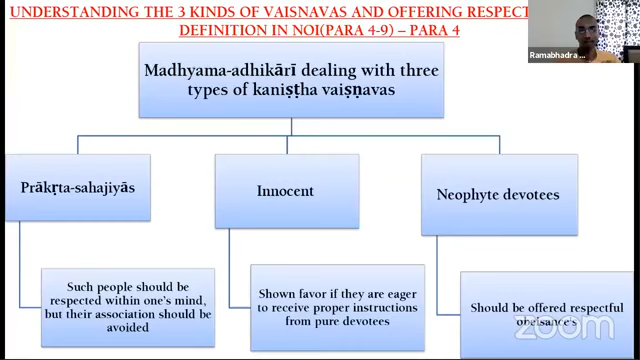 UNDERSTANDING THE 3 KINDS OF VAISNAVAS AND OFFERING RESPECT
DEFINITION IN NOI(PARA 4-9) – PARA 4
Ramabhadra
Madhyama-adhikārī dealing with three
types of kaniṣṭha vaiṣṇavas
Prākṛta-sahajiyās
Innocent
Neophyte devotees
Such people should be
respected within one's mind,
but their association should be
avoided
Shown favor if they are eager
to receive proper instructions
from pure devotees
Should be offered respectful
obeisance's
zoom